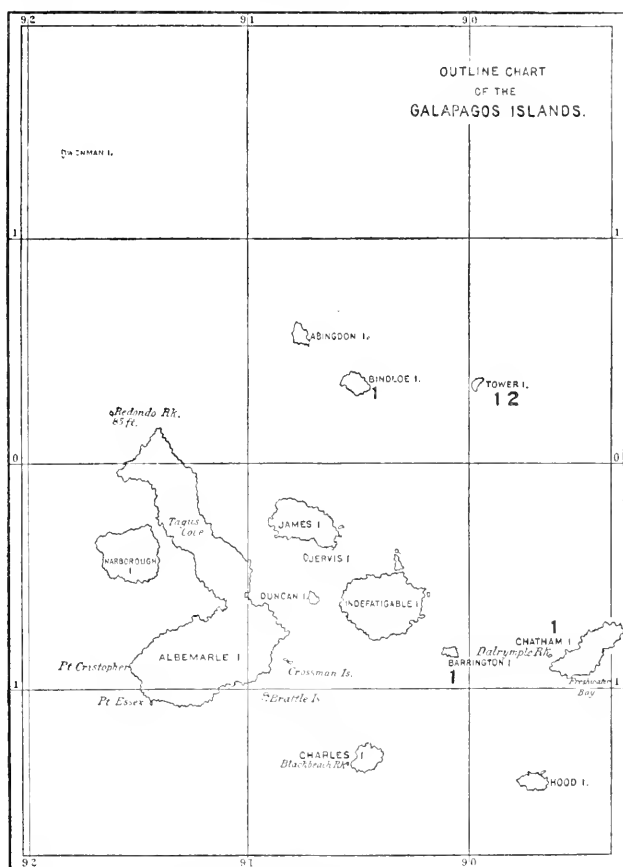 92 91 90
OUTLINE CHART
OF THE
GALAPAGOS ISLANDS.
WENMAN I.
1 1
ABINGDON I.
BINDLOE I.
1
TOWER I.
12
Redondo Rk.
85 ft.
0 0
Tagus
Cove
JAMES I
JERVIS I
NARBOROUGH
I
DUNCAN I.
INDEFATIGABLE I
1
CHATHAM I
Dalrymple Rk.
ALBEMARLE I
BARRINGTON I
1
Pt Cristopher
Crossman Is.
Freshwater
Bay
1 1
Pt Essex
Brattle Is
CHARLES I
Blackbeach Rk
HOOD I.
92 91 90